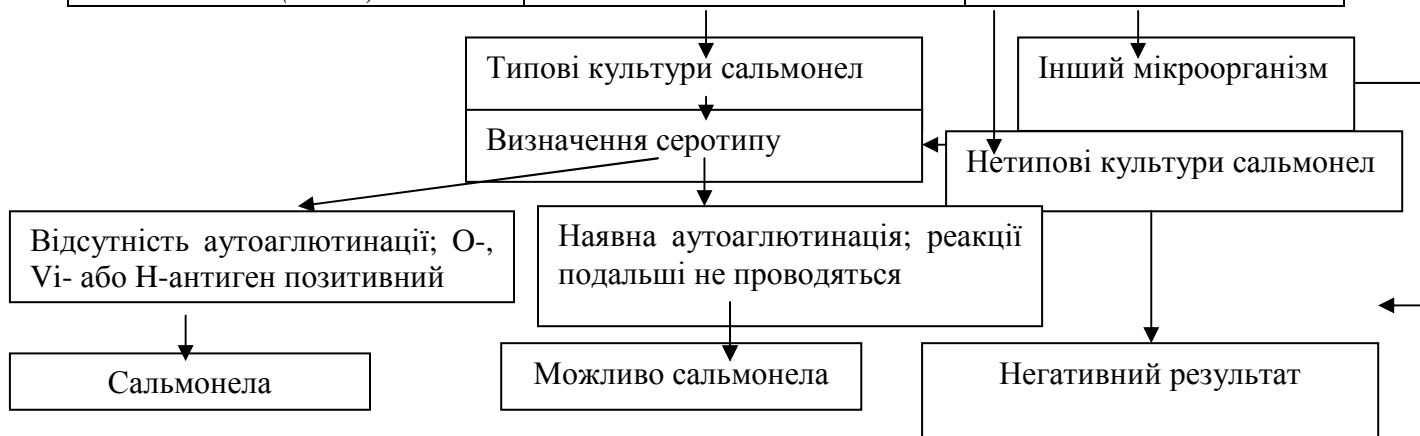 Типові культури сальмонел
Інший мікроорганізм
Визначення серотипу
Нетипові культури сальмонел
Відсутність аутоаглютинації; О-,
Vi- або Н-антиген позитивний
Наявна аутоаглютинація; реакції
подальші не проводяться
Сальмонела
Можливо сальмонела
Негативний результат